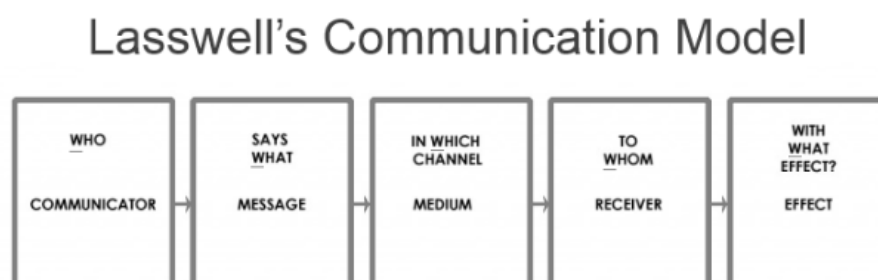 Lasswell's Communication Model
WHO
COMMUNICATOR
SAYS
WHAT
MESSAGE
IN WHICH
CHANNEL
MEDIUM
TO
WHOM
RECEIVER
WITH
WHAT
EFFECT?
EFFECT